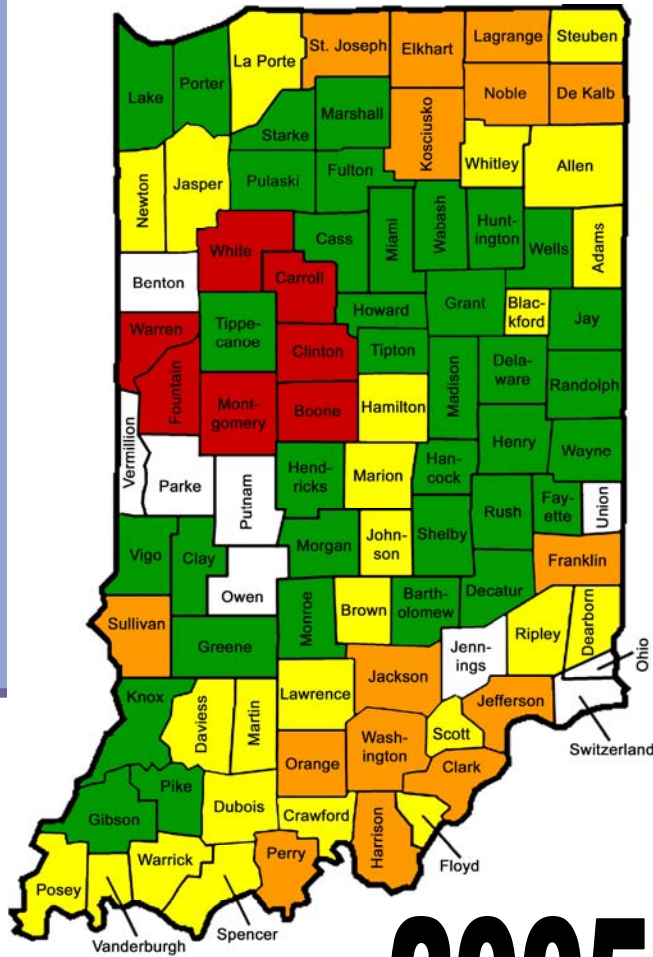 St. Joseph
Elkhart
Lagrange
Steuben
La Porte
Lake
Porter
Noble
De Kalb
Marshall
Starke
Kosciusko
Whitley
Allen
Newton
Jasper
Pulaski
Fulton
Miami
Wabash
Hunt-
ington
Wells
Adams
White
Cass
Benton
Carroll
Howard
Grant
Blac-
kford
Jay
Warren
Tippe-
canoe
Clinton
Tipton
Madison
Dela-
ware
Randolph
Fountain
Mont-
gomery
Boone
Hamilton
Vermillion
Henry
Wayne
Parke
Putnam
Hend-
ricks
Marion
Han-
cock
Rush
Fay-
ette
Union
Vigo
Clay
Morgan
John-
son
Shelby
Franklin
Owen
Monroe
Brown
Barth-
olomew
Decatur
Sullivan
Greene
Jenn-
ings
Ripley
Dearborn
Ohio
Knox
Daviess
Martin
Lawrence
Jackson
Jefferson
Switzerland
Scott
Orange
Wash-
ington
Clark
Pike
Gibson
Dubois
Crawford
Harrison
Floyd
Posey
Warrick
Perry
Spencer
Vanderburgh